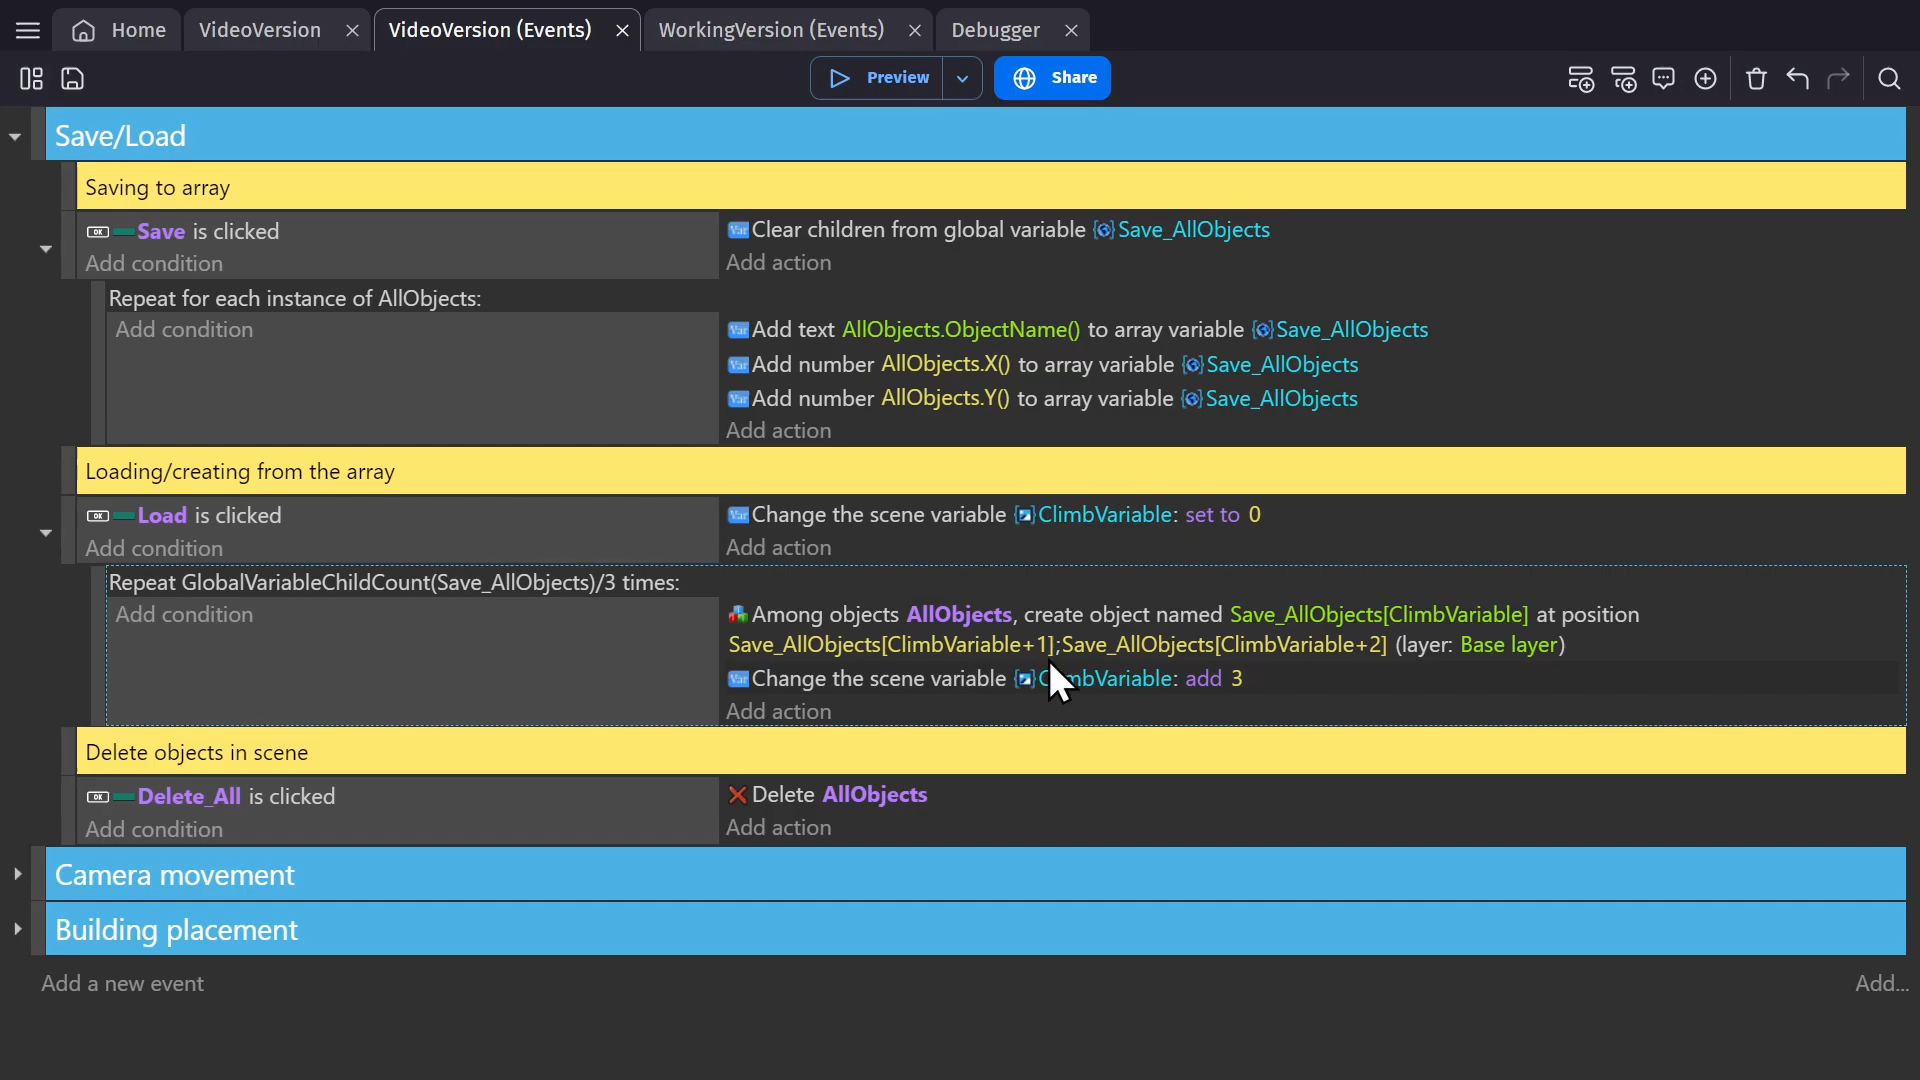 Home
VideoVersion
VideoVersion (Events)
WorkingVersion (Events)
Debugger
Preview
Share
Save/Load
Saving to array
Save is clicked
Add condition
Clear children from global variable Save_AllObjects
Add action
Repeat for each instance of AllObjects:
Add condition
Add text AllObjects.ObjectName() to array variable Save_AllObjects
Add number AllObjects.X() to array variable Save_AllObjects
Add number AllObjects.Y() to array variable Save_AllObjects
Add action
Loading/creating from the array
Load is clicked
Add condition
Change the scene variable ClimbVariable: set to 0
Add action
Repeat GlobalVariableChildCount(Save_AllObjects)/3 times:
Add condition
Among objects AllObjects, create object named Save_AllObjects[ClimbVariable] at position
Save_AllObjects[ClimbVariable+1];Save_AllObjects[ClimbVariable+2] (layer: Base layer)
Change the scene variable ClimbVariable: add 3
Add action
Delete objects in scene
Delete_All is clicked
Add condition
Delete AllObjects
Add action
Camera movement
Building placement
Add a new event
Add...